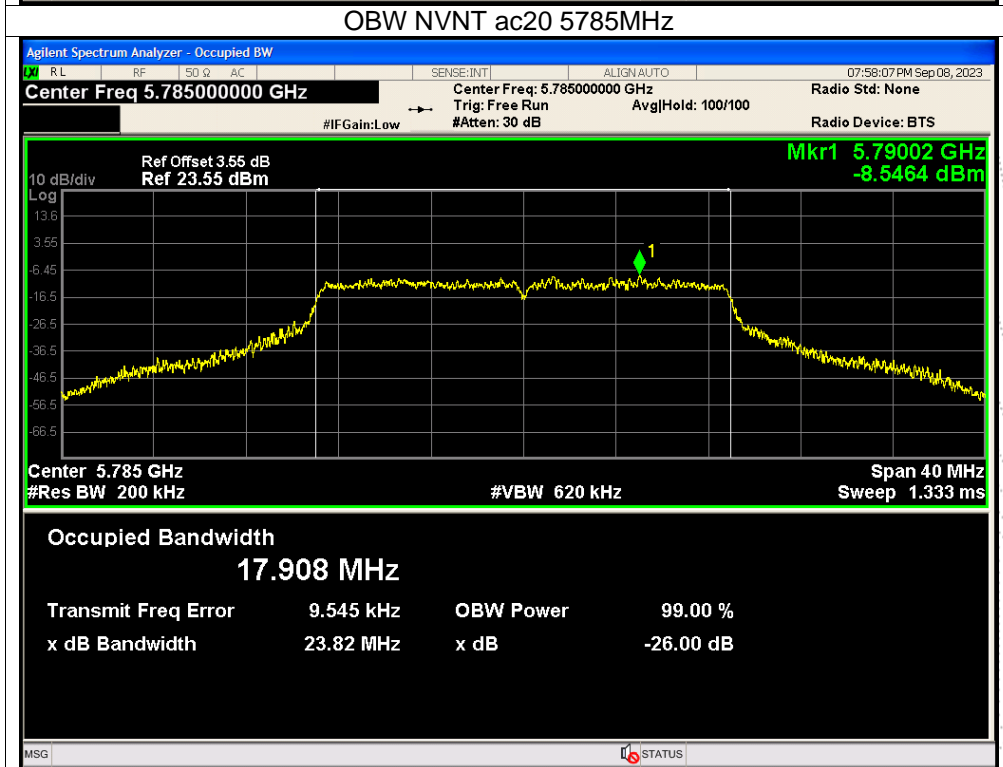 OBW NVNT ac20 5785MHz
Agilent Spectrum Analyzer - Occupied BW
LXI RL RF 50 Ω AC SENSE:INT ALIGN AUTO 07:58:07 PM Sep 08, 2023
Center Freq 5.785000000 GHz Center Freq: 5.785000000 GHz Radio Std: None
Trig: Free Run Avg|Hold: 100/100
#IFGain:Low #Atten: 30 dB Radio Device: BTS
Mkr1 5.79002 GHz
Ref Offset 3.55 dB
10 dB/div Ref 23.55 dBm -8.5464 dBm
Log
13.6
3.55
1
-6.45
-16.5
-26.5
-36.5
-46.5
-56.5
-66.5
Center 5.785 GHz Span 40 MHz
#Res BW 200 kHz #VBW 620 kHz Sweep 1.333 ms
Occupied Bandwidth
17.908 MHz
Transmit Freq Error 9.545 kHz OBW Power 99.00 %
x dB Bandwidth 23.82 MHz x dB -26.00 dB
MSG STATUS